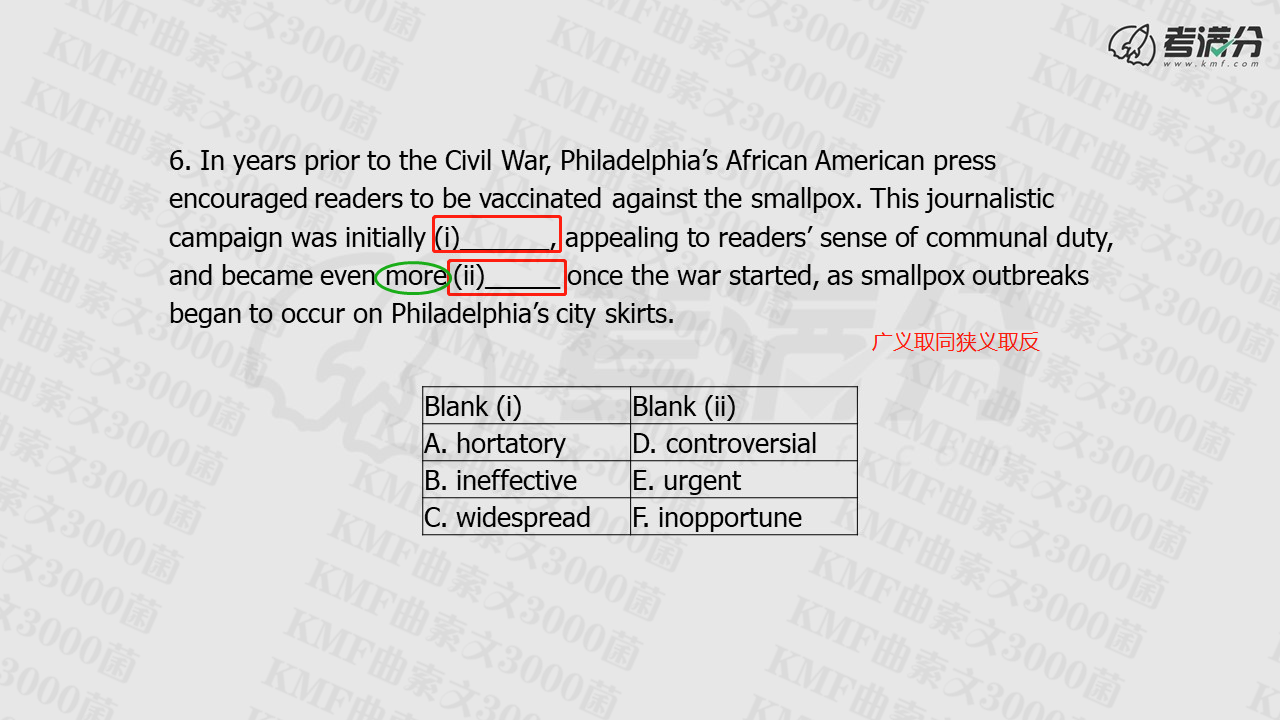 考满分
www.kmf.com
6. In years prior to the Civil War, Philadelphia’s African American press
encouraged readers to be vaccinated against the smallpox. This journalistic
campaign was initially (i)_______, appealing to readers’ sense of communal duty,
and became even more (ii)______ once the war started, as smallpox outbreaks
began to occur on Philadelphia’s city skirts.
广义取同狭义取反
Blank (i) Blank (ii)
A. hortatory D. controversial
B. ineffective E. urgent
C. widespread F. inopportune
KMF曲索文3000菌